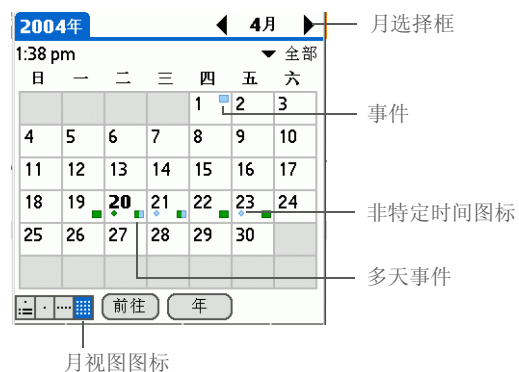 2004年 4月 月选择框
1:38 pm 全部
日 一 二 三 四 五 六
1 2 3
事件
4 5 6 7 8 9 10
11 12 13 14 15 16 17
18 19 20 21 22 23 24
非特定时间图标
25 26 27 28 29 30
多天事件
前往 年
月视图图标